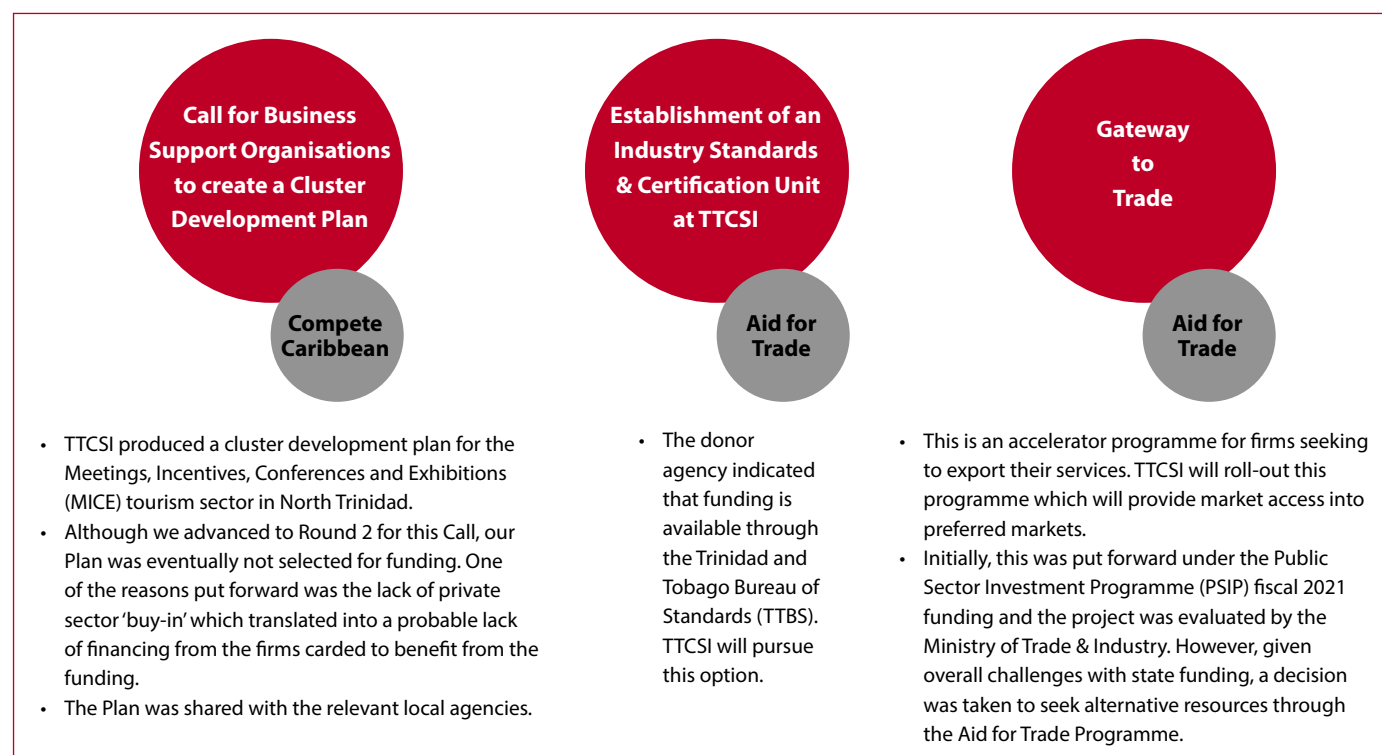 Call for Business
Support Organisations
to create a Cluster
Development Plan
Compete
Caribbean
• TTCSI produced a cluster development plan for the
Meetings, Incentives, Conferences and Exhibitions
(MICE) tourism sector in North Trinidad.
• Although we advanced to Round 2 for this Call, our
Plan was eventually not selected for funding. One
of the reasons put forward was the lack of private
sector ‘buy-in’ which translated into a probable lack
of financing from the firms carded to benefit from the
funding.
• The Plan was shared with the relevant local agencies.
Establishment of an
Industry Standards
& Certification Unit
at TTCSI
Aid for
Trade
• The donor
agency indicated
that funding is
available through
the Trinidad and
Tobago Bureau of
Standards (TTBS).
TTCSI will pursue
this option.
Gateway
to
Trade
Aid for
Trade
• This is an accelerator programme for firms seeking
to export their services. TTCSI will roll-out this
programme which will provide market access into
preferred markets.
• Initially, this was put forward under the Public
Sector Investment Programme (PSIP) fiscal 2021
funding and the project was evaluated by the
Ministry of Trade & Industry. However, given
overall challenges with state funding, a decision
was taken to seek alternative resources through
the Aid for Trade Programme.